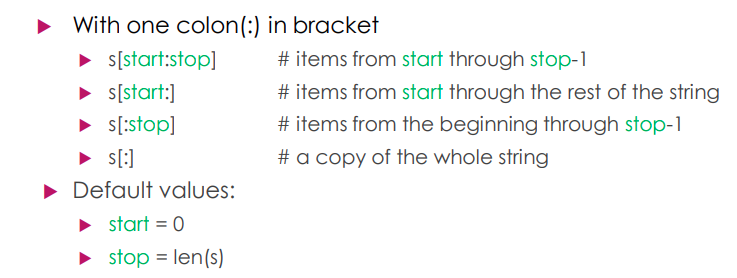 With one colon(:) in bracket
s[start:stop] # items from start through stop-1
s[start:] # items from start through the rest of the string
s[:stop] # items from the beginning through stop-1
s[:] # a copy of the whole string
Default values:
start = 0
stop = len(s)